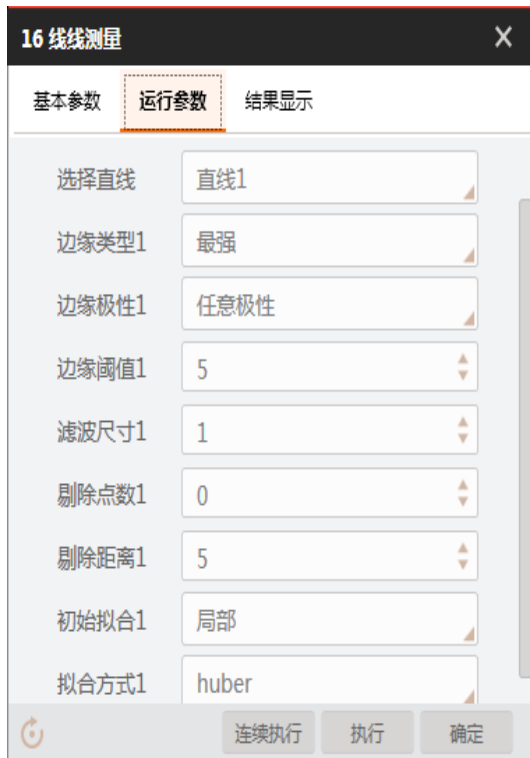 16 线线测量
基本参数 运行参数 结果显示
选择直线 直线1
边缘类型1 最强
边缘极性1 任意极性
边缘阈值1 5
滤波尺寸1 1
剔除点数1 0
剔除距离1 5
初始拟合1 局部
拟合方式1 huber
连续执行 执行 确定